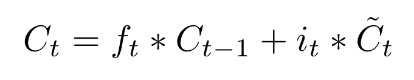 C_t = f_t * C_{t-1} + i_t * \tilde{C}_t